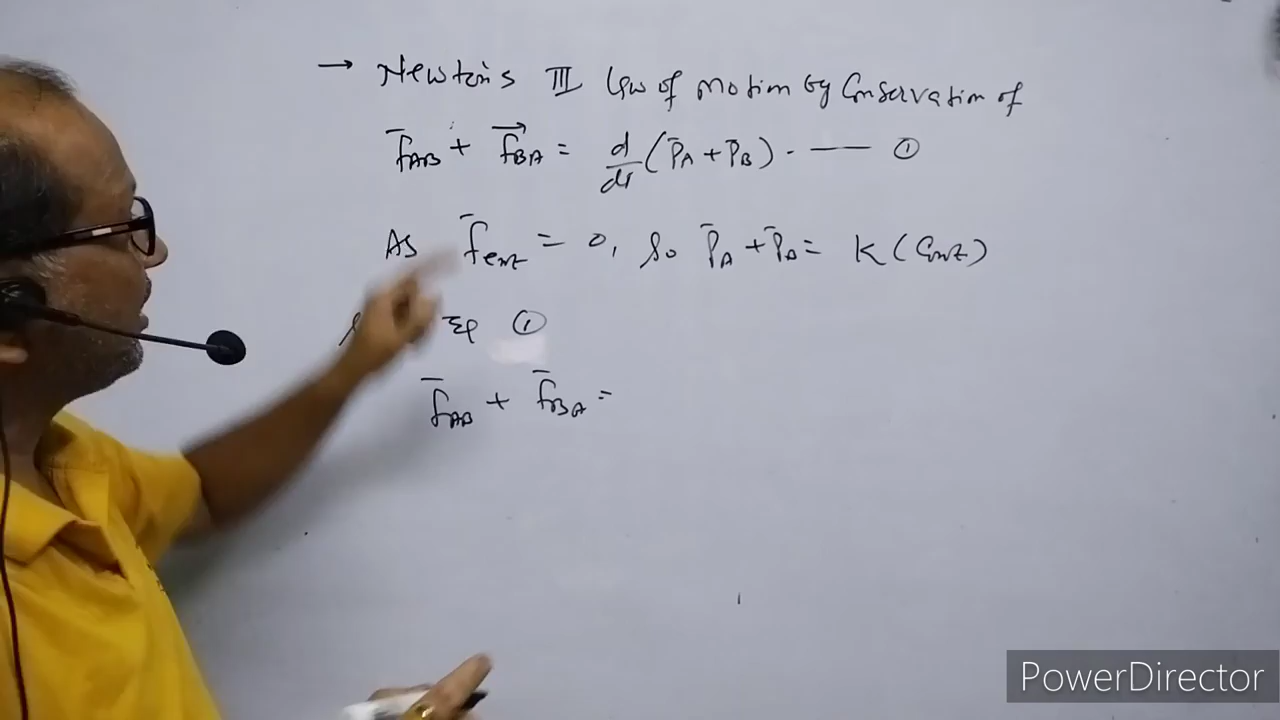 → Newton's III law of motion by Conservation of
F̄AB + F⃗BA = d/dt (P̄A + P̄B) . —— ①
As F̄ext = 0, so P̄A + P̄B = K (Const)
Eq ①
F̄AB + F̄BA =
PowerDirector